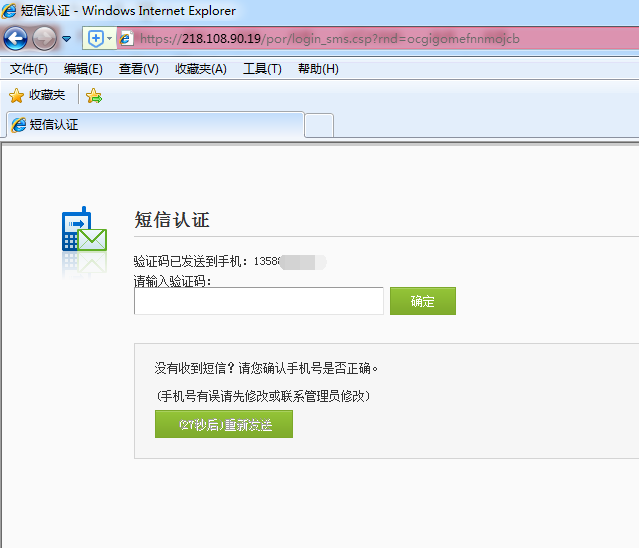 短信认证 - Windows Internet Explorer
https://218.108.90.19/por/login_sms.csp?rnd=ocgigomefnnmojcb
文件(F) 编辑(E) 查看(V) 收藏夹(A) 工具(T) 帮助(H)
收藏夹
短信认证
短信认证
验证码已发送到手机：13588
请输入验证码：
确定
没有收到短信？请您确认手机号是否正确。
(手机号有误请先修改或联系管理员修改)
(27秒后)重新发送